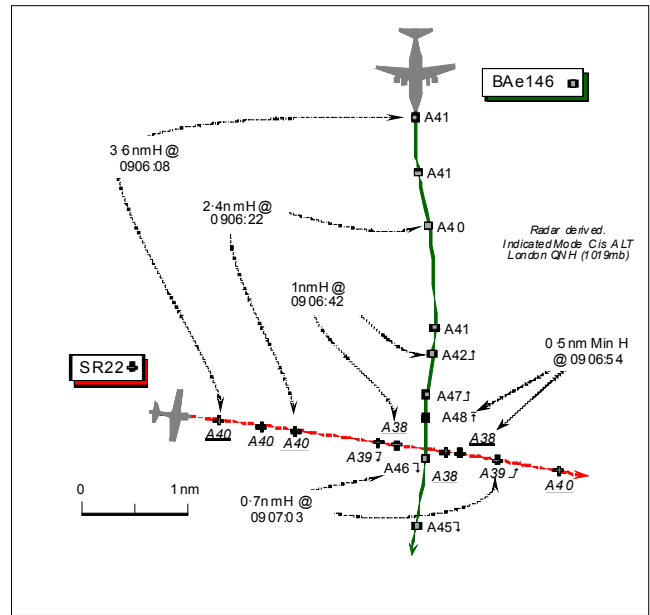 BAe146
A41
3·6nmH @
0906:08
A41
2·4nmH @
0906:22
A40
Radar derived.
Indicated Mode C is ALT
London QNH (1019mb)
1nmH @
0906:42
A41
0·5nm Min H
@ 0906:54
A42
SR22
A47
A38
A48
A38
A40
A40
A40
A39
A46
A38
A39
A40
0 1 nm
0·7nmH @
0907:03
A45